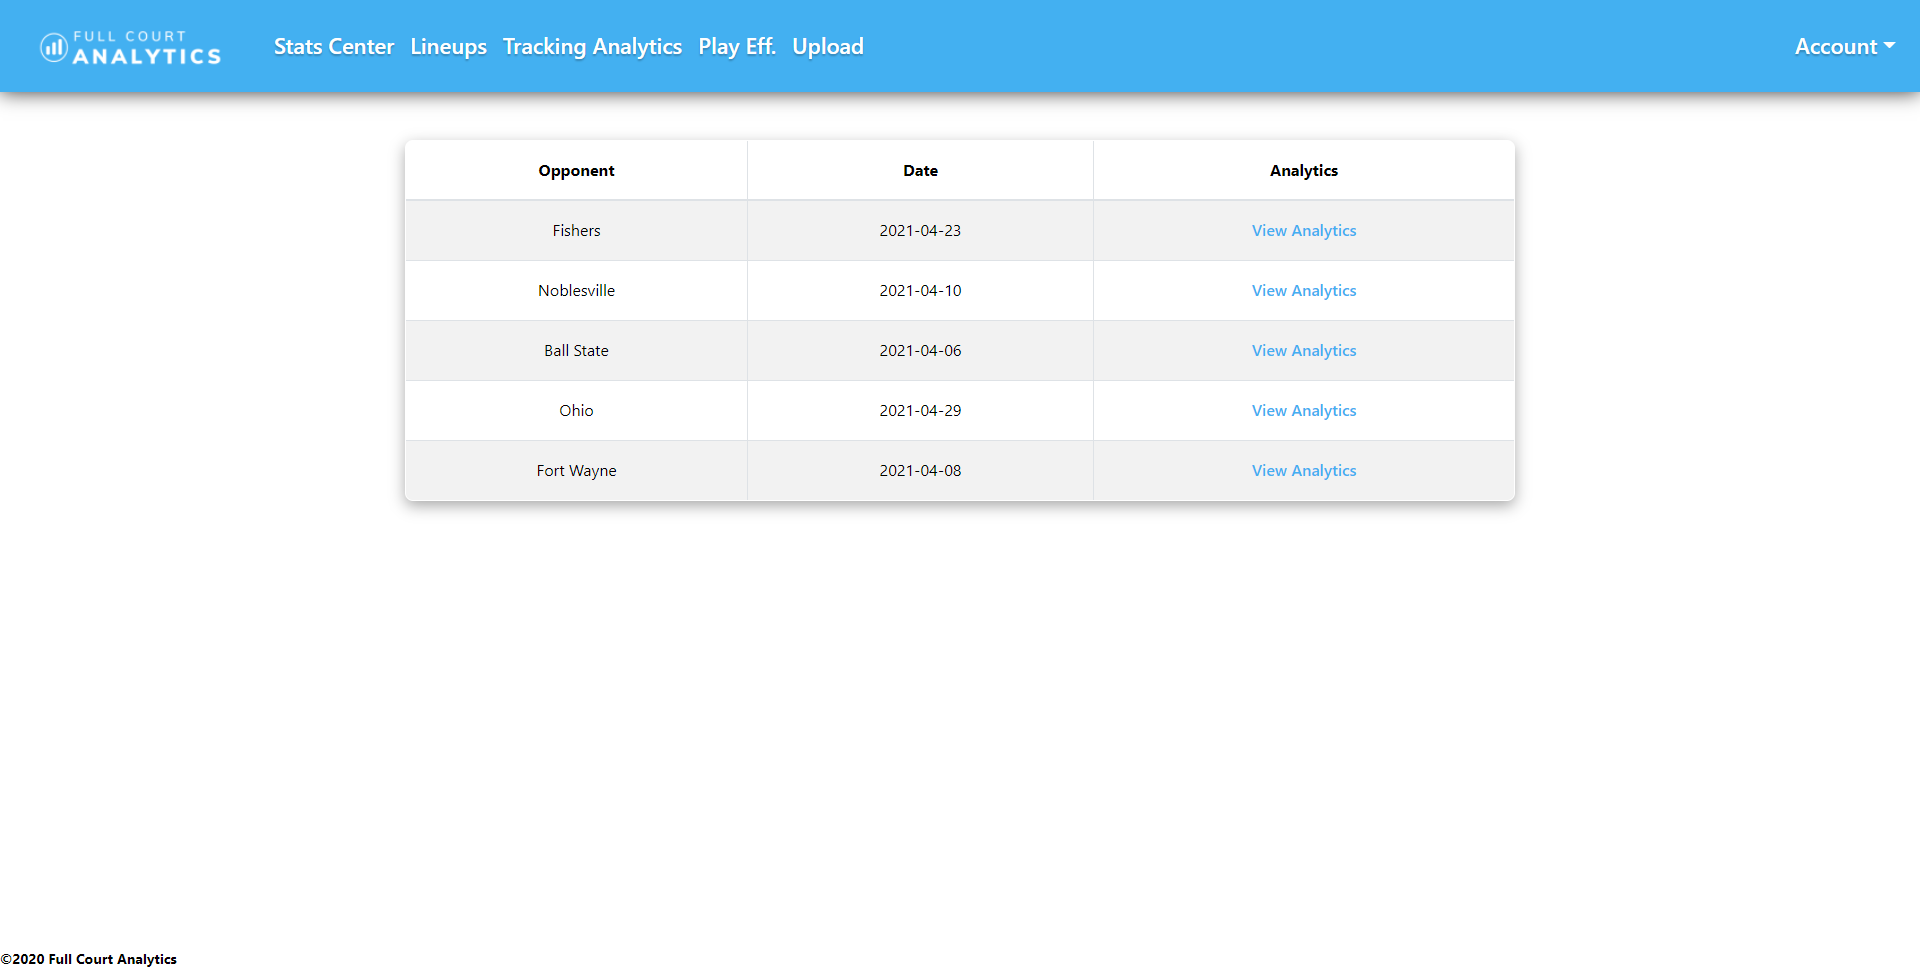 FULL COURT
ANALYTICS
Stats Center Lineups Tracking Analytics Play Eff. Upload Account
Opponent Date Analytics
Fishers 2021-04-23 View Analytics
Noblesville 2021-04-10 View Analytics
Ball State 2021-04-06 View Analytics
Ohio 2021-04-29 View Analytics
Fort Wayne 2021-04-08 View Analytics
©2020 Full Court Analytics